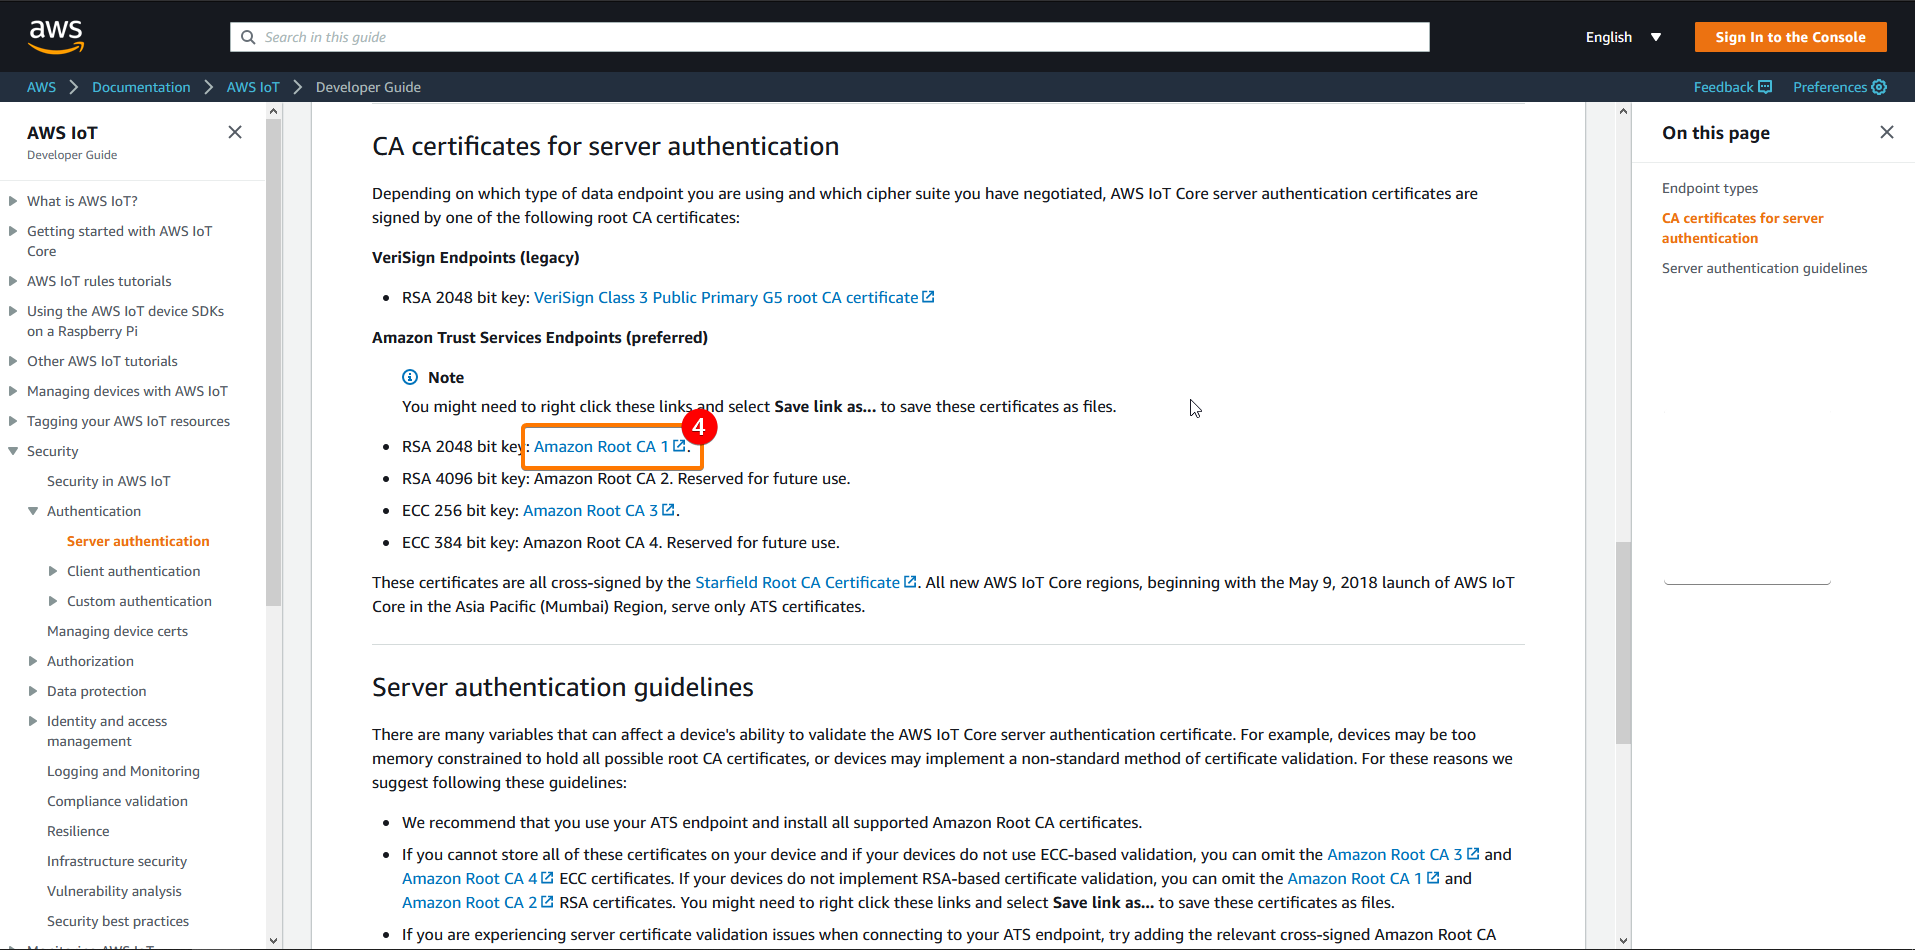 aws
Search in this guide
English
Sign In to the Console
AWS
Documentation
AWS IoT
Developer Guide
Feedback
Preferences
AWS IoT
Developer Guide
What is AWS IoT?
Getting started with AWS IoT
Core
AWS IoT rules tutorials
Using the AWS IoT device SDKs
on a Raspberry Pi
Other AWS IoT tutorials
Managing devices with AWS IoT
Tagging your AWS IoT resources
Security
Security in AWS IoT
Authentication
Server authentication
Client authentication
Custom authentication
Managing device certs
Authorization
Data protection
Identity and access
management
Logging and Monitoring
Compliance validation
Resilience
Infrastructure security
Vulnerability analysis
Security best practices
CA certificates for server authentication
Depending on which type of data endpoint you are using and which cipher suite you have negotiated, AWS IoT Core server authentication certificates are
signed by one of the following root CA certificates:
VeriSign Endpoints (legacy)
• RSA 2048 bit key: VeriSign Class 3 Public Primary G5 root CA certificate
Amazon Trust Services Endpoints (preferred)
Note
You might need to right click these links and select Save link as... to save these certificates as files.
4
• RSA 2048 bit key: Amazon Root CA 1.
• RSA 4096 bit key: Amazon Root CA 2. Reserved for future use.
• ECC 256 bit key: Amazon Root CA 3.
• ECC 384 bit key: Amazon Root CA 4. Reserved for future use.
These certificates are all cross-signed by the Starfield Root CA Certificate. All new AWS IoT Core regions, beginning with the May 9, 2018 launch of AWS IoT
Core in the Asia Pacific (Mumbai) Region, serve only ATS certificates.
Server authentication guidelines
There are many variables that can affect a device's ability to validate the AWS IoT Core server authentication certificate. For example, devices may be too
memory constrained to hold all possible root CA certificates, or devices may implement a non-standard method of certificate validation. For these reasons we
suggest following these guidelines:
• We recommend that you use your ATS endpoint and install all supported Amazon Root CA certificates.
• If you cannot store all of these certificates on your device and if your devices do not use ECC-based validation, you can omit the Amazon Root CA 3 and
Amazon Root CA 4 ECC certificates. If your devices do not implement RSA-based certificate validation, you can omit the Amazon Root CA 1 and
Amazon Root CA 2 RSA certificates. You might need to right click these links and select Save link as... to save these certificates as files.
• If you are experiencing server certificate validation issues when connecting to your ATS endpoint, try adding the relevant cross-signed Amazon Root CA
On this page
Endpoint types
CA certificates for server
authentication
Server authentication guidelines